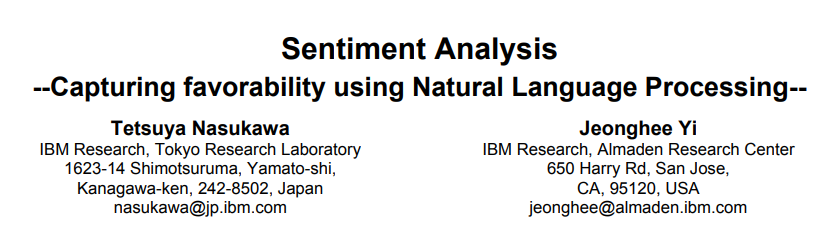 Sentiment Analysis
--Capturing favorability using Natural Language Processing--
Tetsuya Nasukawa
IBM Research, Tokyo Research Laboratory
1623-14 Shimotsuruma, Yamato-shi,
Kanagawa-ken, 242-8502, Japan
nasukawa@jp.ibm.com
Jeonghee Yi
IBM Research, Almaden Research Center
650 Harry Rd, San Jose,
CA, 95120, USA
jeonghee@almaden.ibm.com